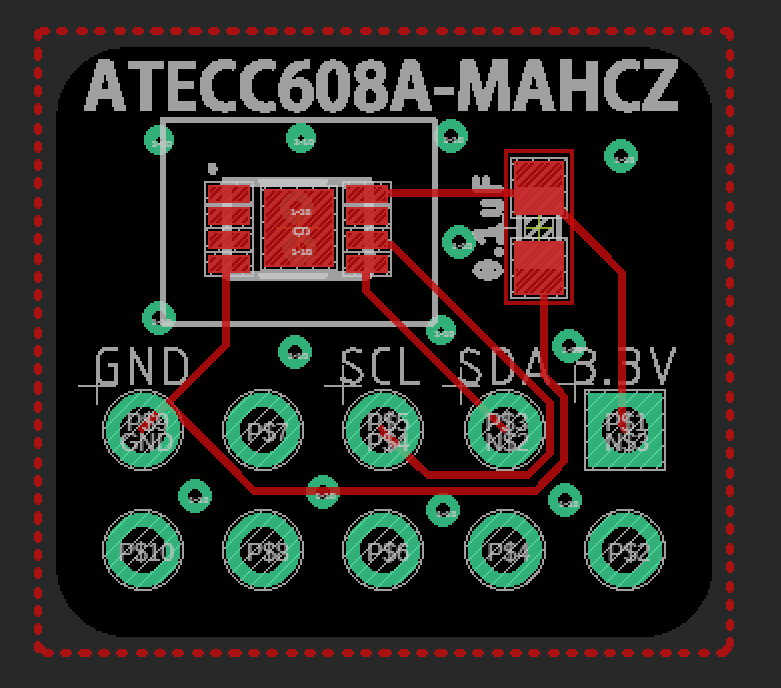 ATECC608A-MAHCZ
0.1UF
9
GND SCL SDA 3.3V
P$9 P$7 P$5 P$3 P$1
GND P$4 N$2 N$3
P$10 P$8 P$6 P$4 P$2